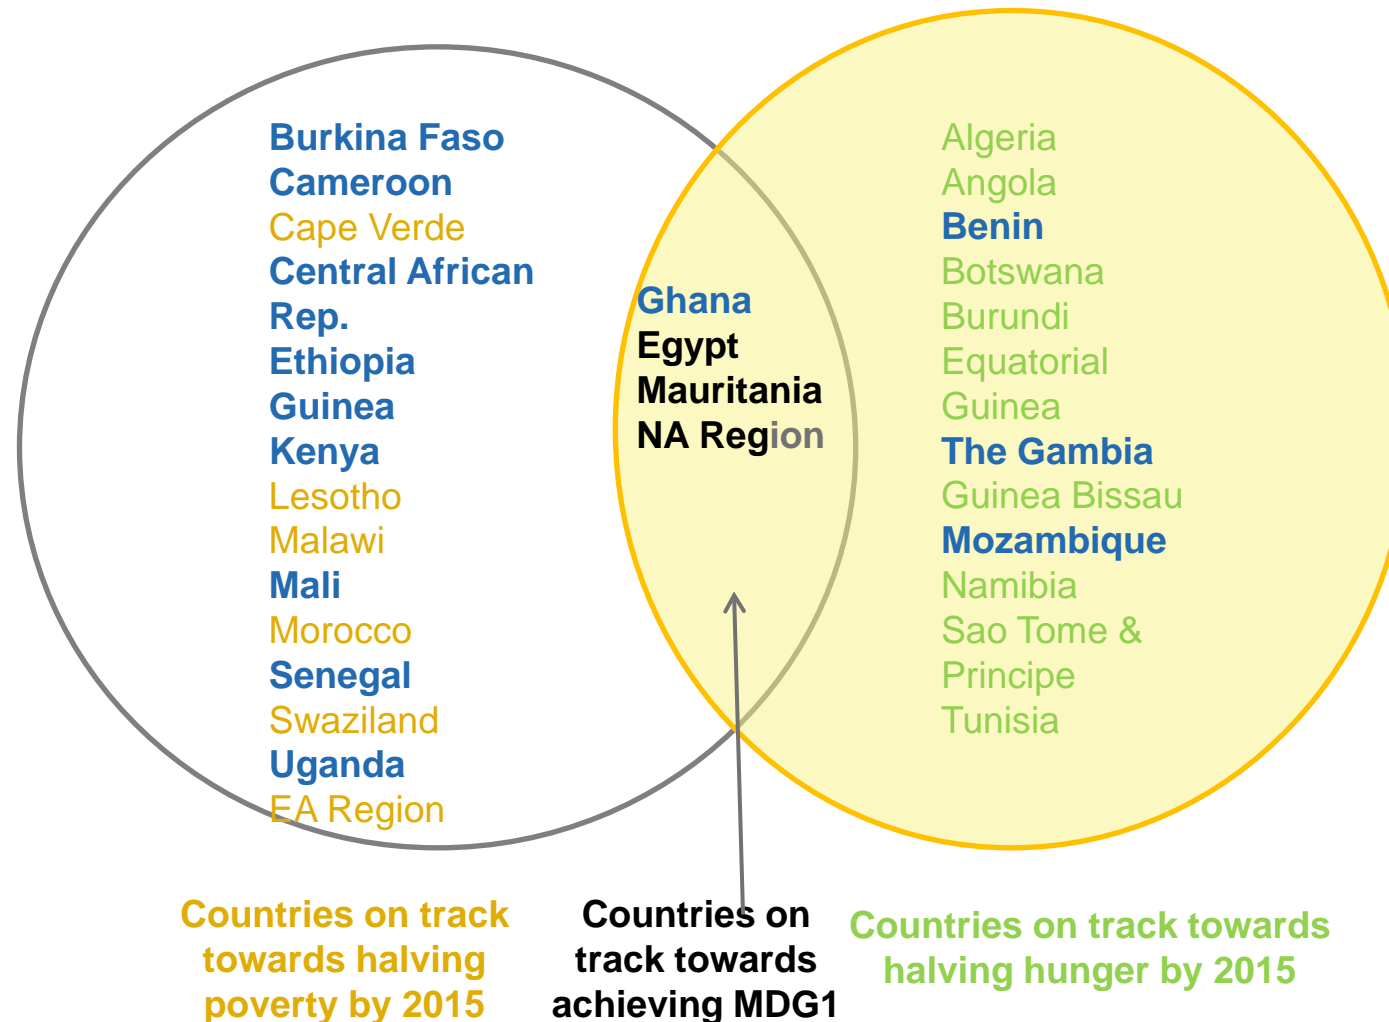 Burkina Faso
Cameroon
Cape Verde
Central African
Rep.
Ethiopia
Guinea
Kenya
Lesotho
Malawi
Mali
Morocco
Senegal
Swaziland
Uganda
EA Region
Ghana
Egypt
Mauritania
NA Region
Algeria
Angola
Benin
Botswana
Burundi
Equatorial
Guinea
The Gambia
Guinea Bissau
Mozambique
Namibia
Sao Tome &
Principe
Tunisia
Countries on track
towards halving
poverty by 2015
Countries on
track towards
achieving MDG1
Countries on track towards
halving hunger by 2015